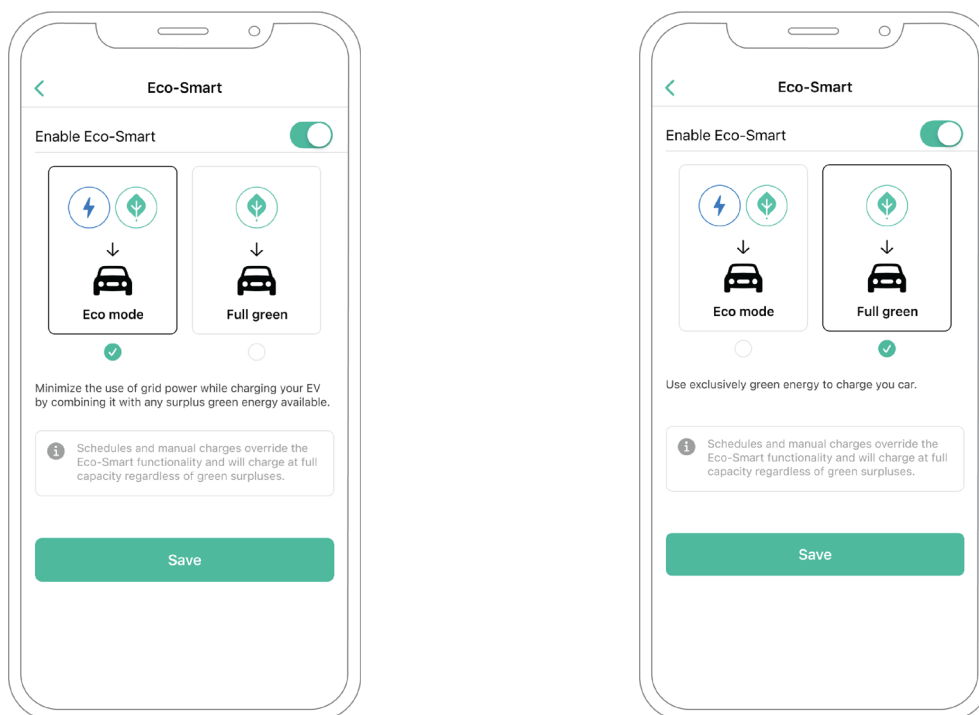 Eco-Smart
Enable Eco-Smart
Eco mode
Full green
Minimize the use of grid power while charging your EV
by combining it with any surplus green energy available.
Schedules and manual charges override the
Eco-Smart functionality and will charge at full
capacity regardless of green surpluses.
Save
Eco-Smart
Enable Eco-Smart
Eco mode
Full green
Use exclusively green energy to charge you car.
Schedules and manual charges override the
Eco-Smart functionality and will charge at full
capacity regardless of green surpluses.
Save